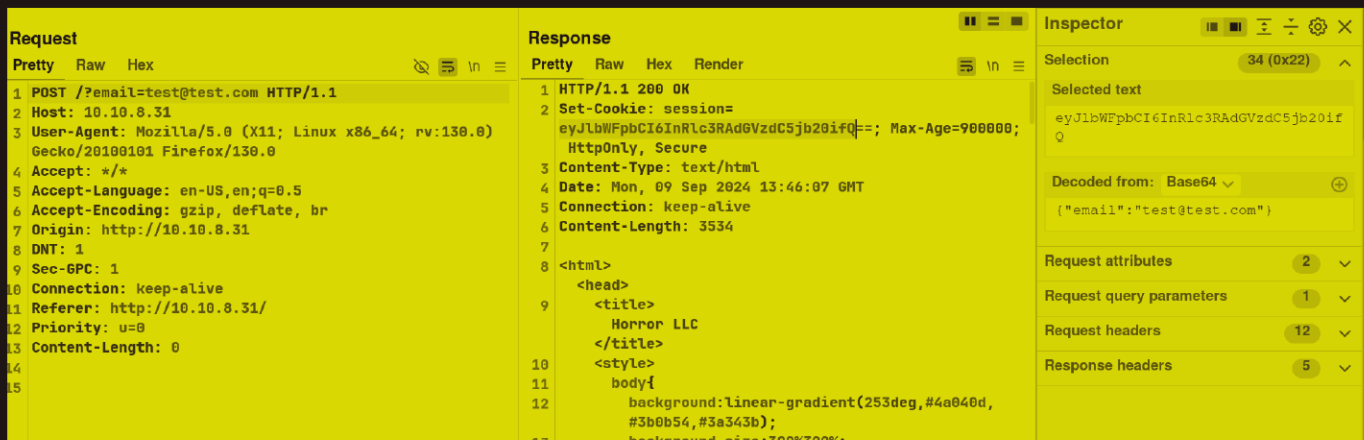 Request
Pretty Raw Hex \n
1 POST /?email=test@test.com HTTP/1.1
2 Host: 10.10.8.31
3 User-Agent: Mozilla/5.0 (X11; Linux x86_64; rv:130.0)
Gecko/20100101 Firefox/130.0
4 Accept: */*
5 Accept-Language: en-US,en;q=0.5
6 Accept-Encoding: gzip, deflate, br
7 Origin: http://10.10.8.31
8 DNT: 1
9 Sec-GPC: 1
10 Connection: keep-alive
11 Referer: http://10.10.8.31/
12 Priority: u=0
13 Content-Length: 0
14
15
Response
Pretty Raw Hex Render \n
1 HTTP/1.1 200 OK
2 Set-Cookie: session=
eyJlbWFpbCI6InRlc3RAdGVzdC5jb20ifQ==; Max-Age=900000;
HttpOnly, Secure
3 Content-Type: text/html
4 Date: Mon, 09 Sep 2024 13:46:07 GMT
5 Connection: keep-alive
6 Content-Length: 3534
7
8 <html>
<head>
9 <title>
Horror LLC
</title>
10 <style>
11 body{
12 background:linear-gradient(253deg,#4a040d,
#3b0b54,#3a343b);
Inspector
Selection 34 (0x22)
Selected text
eyJlbWFpbCI6InRlc3RAdGVzdC5jb20if
Q
Decoded from: Base64
{"email":"test@test.com"}
Request attributes 2
Request query parameters 1
Request headers 12
Response headers 5